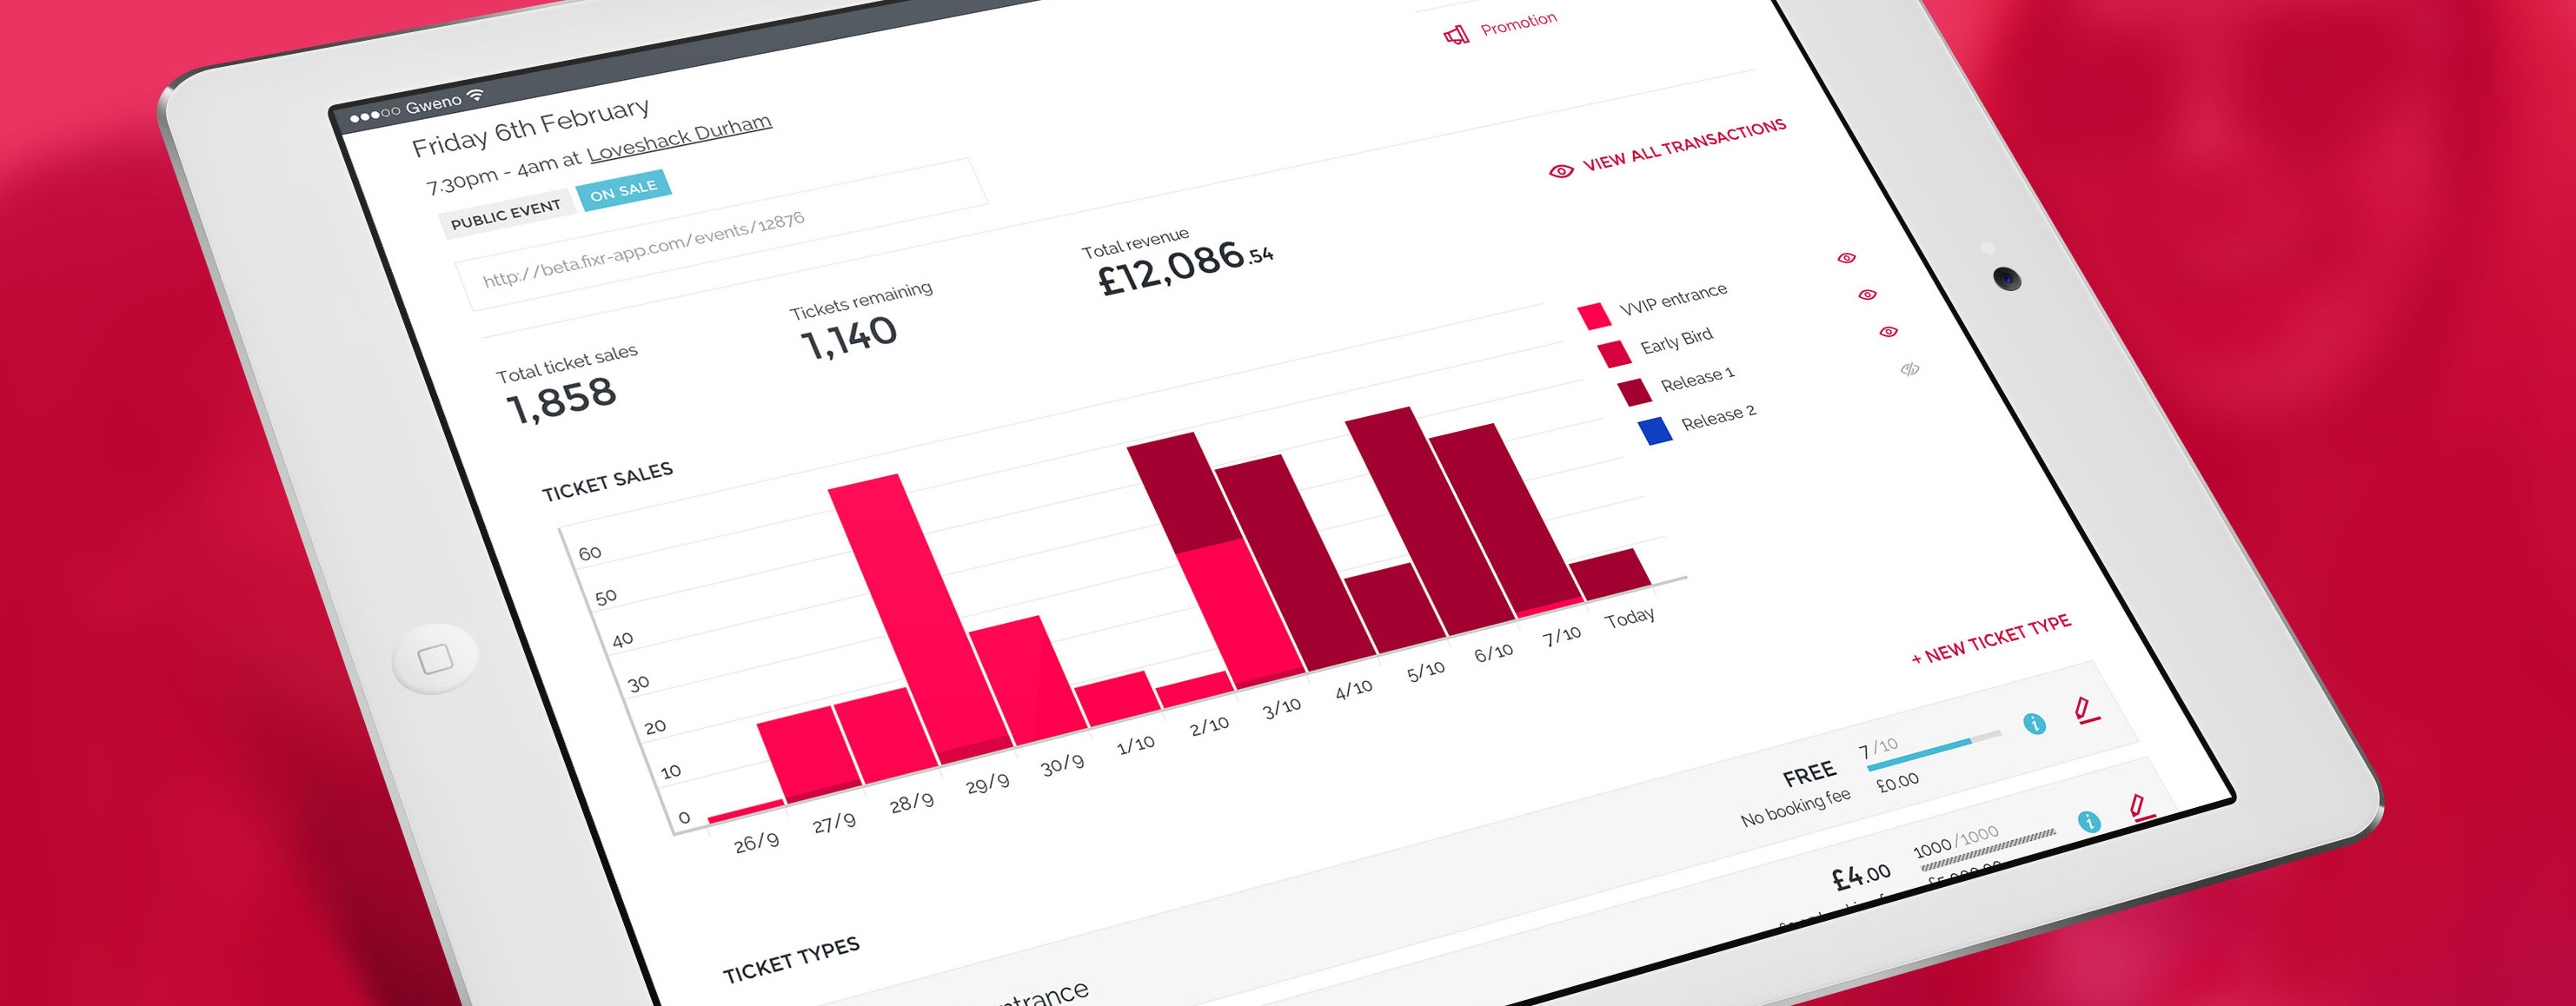 Gweno
Promotion
Friday 6th February
7.30pm - 4am at Loveshack Durham
PUBLIC EVENT ON SALE
http://beta.fixr-app.com/events/12876
VIEW ALL TRANSACTIONS
Total ticket sales
1,858
Tickets remaining
1,140
Total revenue
£12,086.54
TICKET SALES
60
50
40
30
20
10
0
26/9 27/9 28/9 29/9 30/9 1/10 2/10 3/10 4/10 5/10 6/10 7/10 Today
VVIP entrance
Early Bird
Release 1
Release 2
+ NEW TICKET TYPE
TICKET TYPES
FREE 7/10
No booking fee £0.00
£4.00 1000/1000